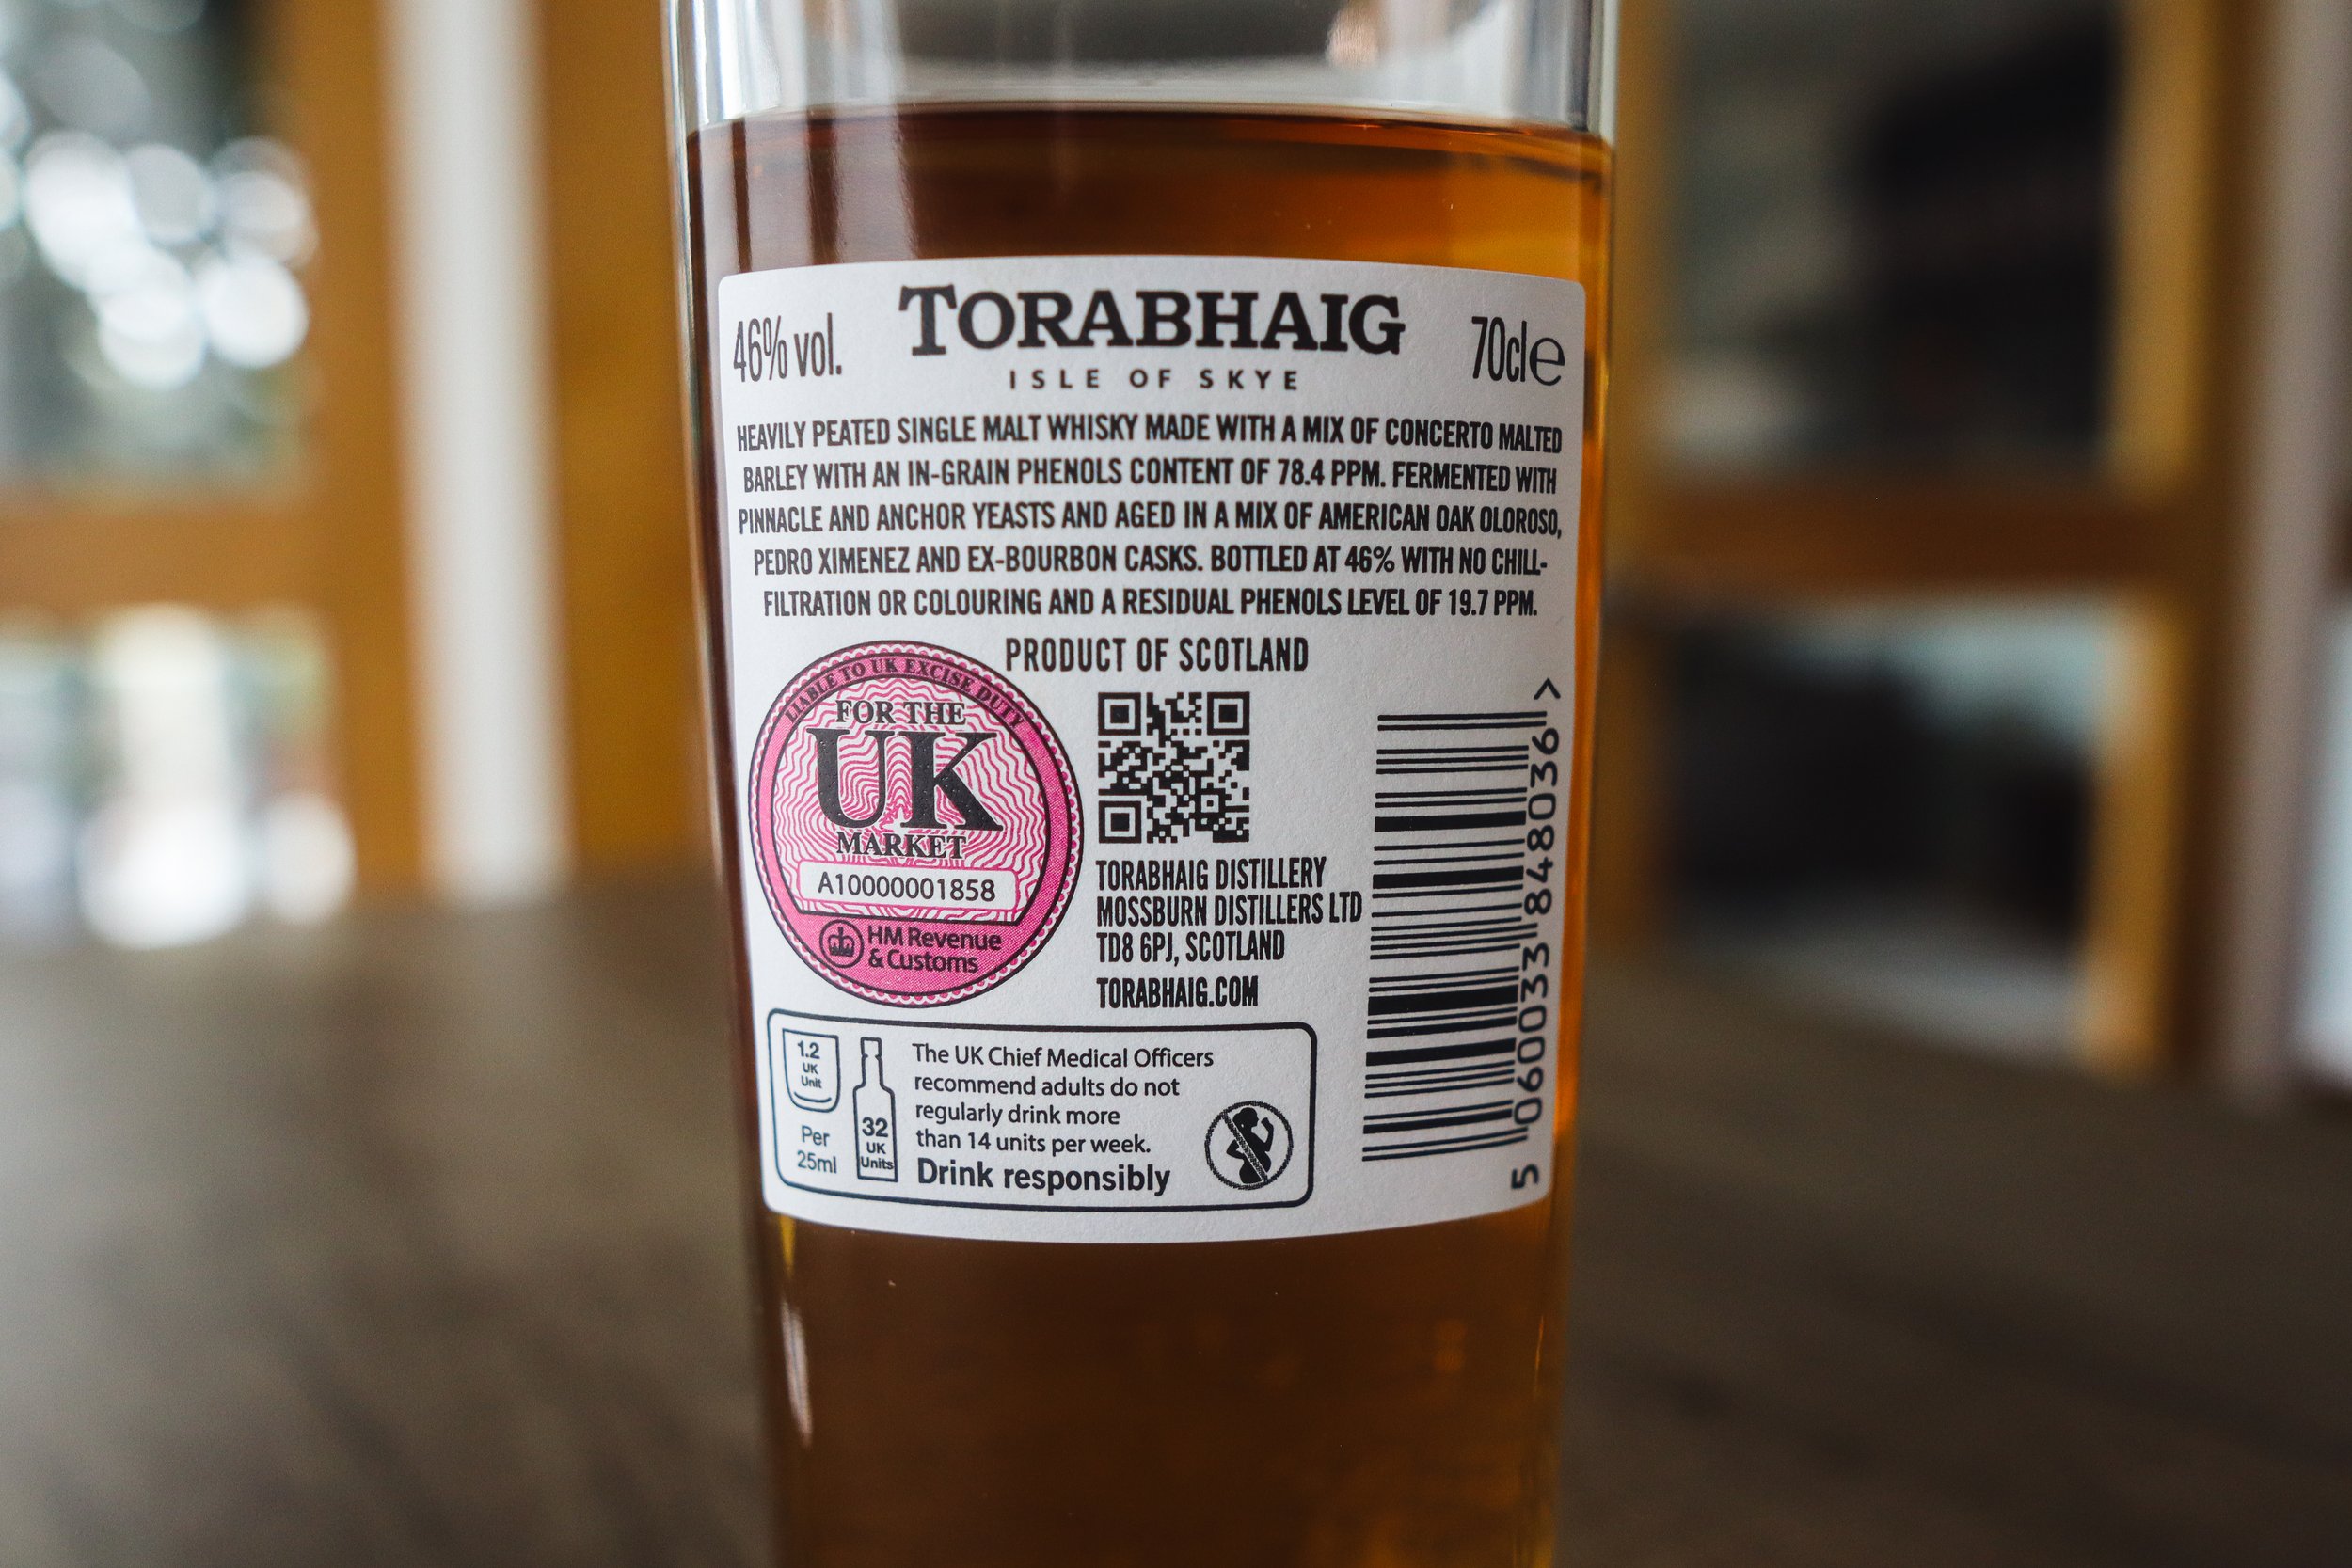 46% vol.
TORABHAIG
70cl e
ISLE OF SKYE
HEAVILY PEATED SINGLE MALT WHISKY MADE WITH A MIX OF CONCERTO MALTED
BARLEY WITH AN IN-GRAIN PHENOLS CONTENT OF 78.4 PPM. FERMENTED WITH
PINNACLE AND ANCHOR YEASTS AND AGED IN A MIX OF AMERICAN OAK OLOROSO,
PEDRO XIMENEZ AND EX-BOURBON CASKS. BOTTLED AT 46% WITH NO CHILL-
FILTRATION OR COLOURING AND A RESIDUAL PHENOLS LEVEL OF 19.7 PPM.
PRODUCT OF SCOTLAND
LIABLE TO UK EXCISE DUTY
FOR THE
UK
MARKET
A10000001858
HM Revenue
& Customs
TORABHAIG DISTILLERY
MOSSBURN DISTILLERS LTD
TD8 6PJ, SCOTLAND
TORABHAIG.COM
5 060033 848036 >
1.2
UK
Unit
Per
25ml
32
UK
Units
The UK Chief Medical Officers
recommend adults do not
regularly drink more
than 14 units per week.
Drink responsibly